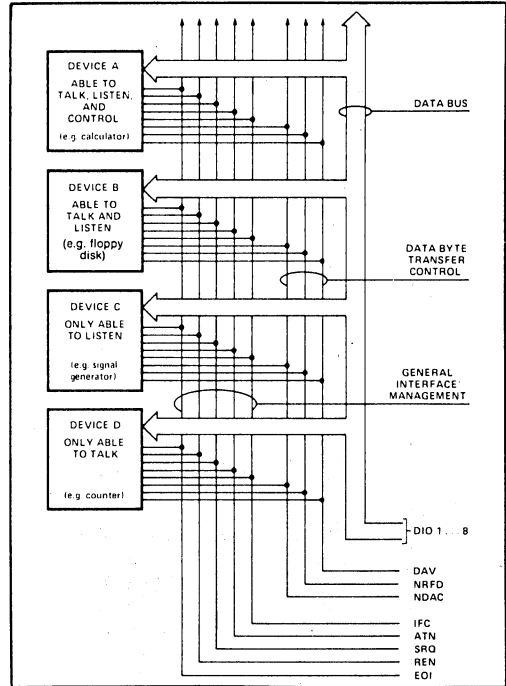 DEVICE A
ABLE TO
TALK, LISTEN,
AND
CONTROL
(e.g. calculator)
DATA BUS
DEVICE B
ABLE TO
TALK AND
LISTEN
(e.g. floppy
disk)
DATA BYTE
TRANSFER
CONTROL
DEVICE C
ONLY ABLE
TO LISTEN
(e.g. signal
generator)
GENERAL
INTERFACE
MANAGEMENT
DEVICE D
ONLY ABLE
TO TALK
(e.g. counter)
DIO 1 . . . 8
DAV
NRFD
NDAC
IFC
ATN
SRQ
REN
EOI